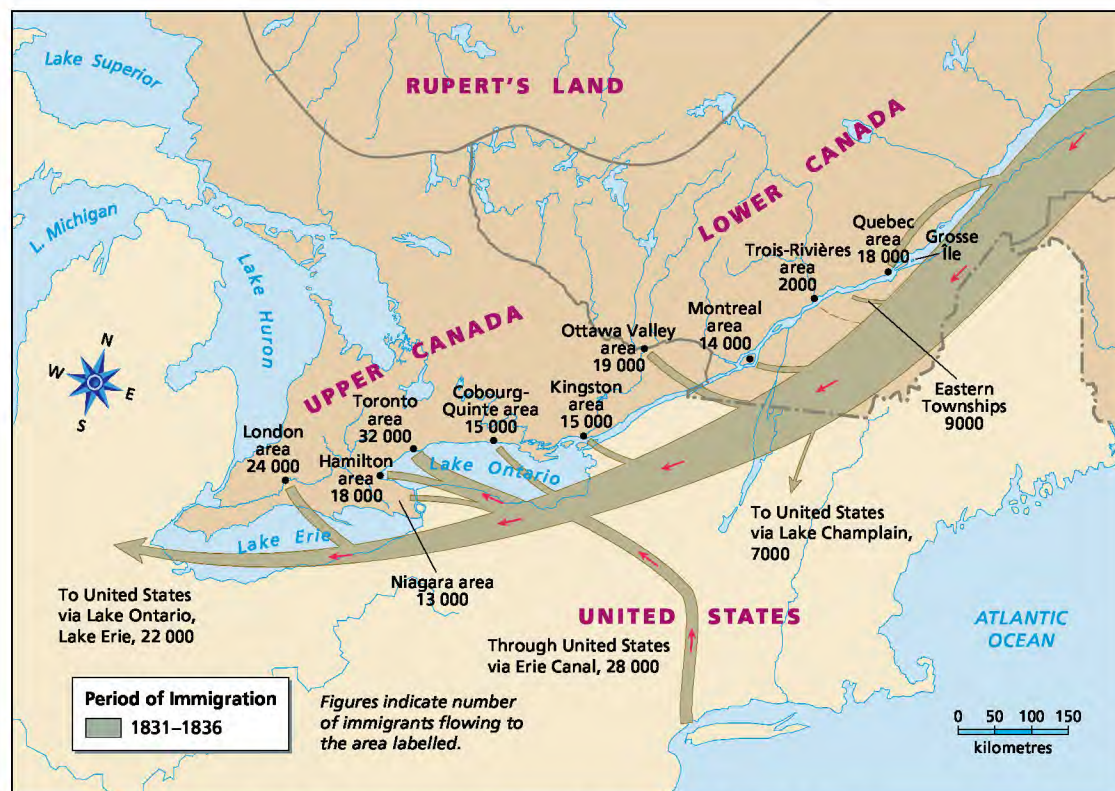 Lake Superior
RUPERT'S LAND
L. Michigan
Lake Huron
LOWER CANADA
Quebec
area
18 000
Grosse
Île
Trois-Rivières
area
2000
Montreal
area
14 000
Ottawa Valley
area
19 000
UPPER CANADA
Kingston
area
15 000
Cobourg-
Quinte area
15 000
Toronto
area
32 000
London
area
24 000
Hamilton
area
18 000
Lake Ontario
Lake Erie
Eastern
Townships
9000
N
W
E
S
To United States
via Lake Champlain,
7000
Niagara area
13 000
To United States
via Lake Ontario,
Lake Erie, 22 000
UNITED STATES
Through United States
via Erie Canal, 28 000
ATLANTIC
OCEAN
Period of Immigration
1831–1836
Figures indicate number
of immigrants flowing to
the area labelled.
0 50 100 150
kilometres